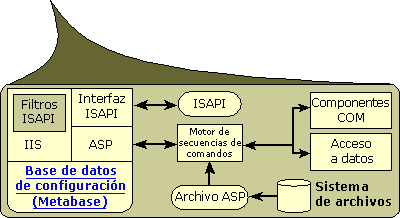 Filtros
ISAPI
Interfaz
ISAPI
IIS
ASP
Base de datos
de configuración
(Metabase)
ISAPI
Motor de
secuencias de
comandos
Archivo ASP
Componentes
COM
Acceso
a datos
Sistema
de archivos